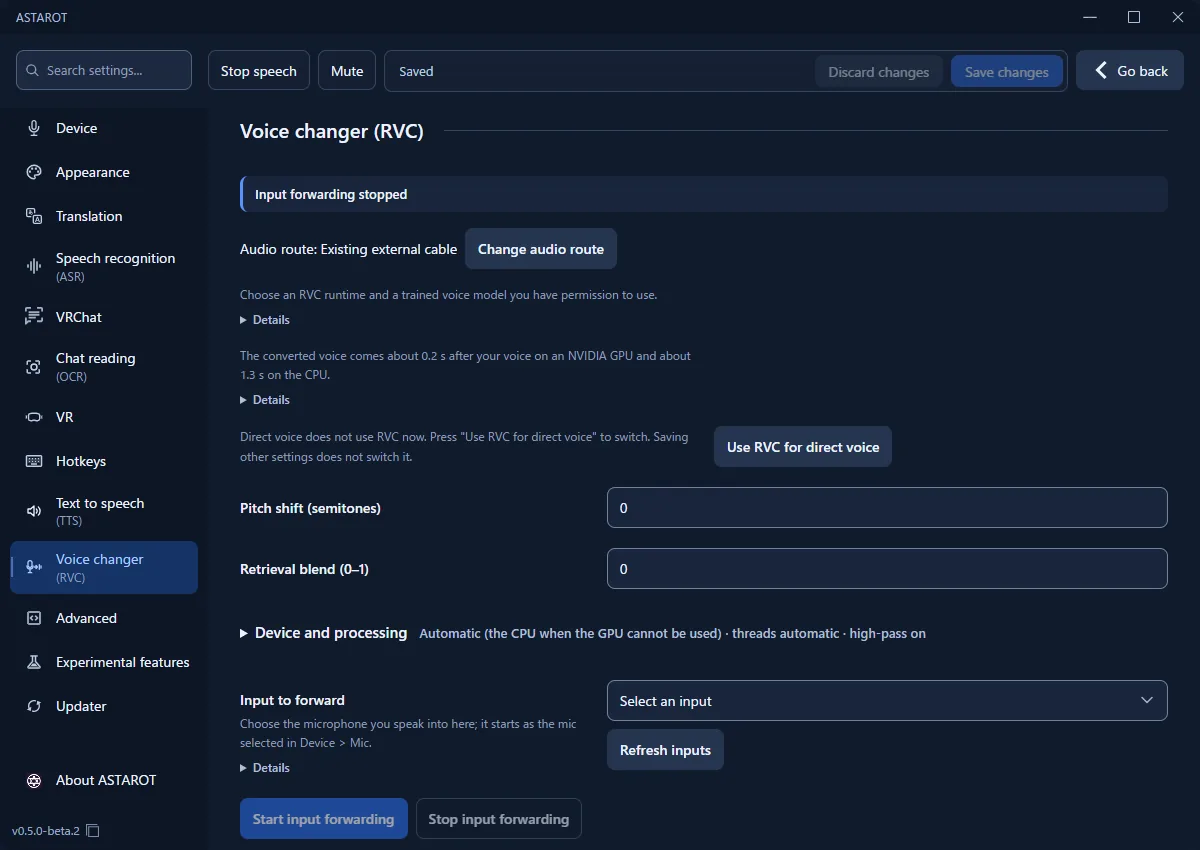 ASTAROT
Search settings...
Stop speech
Mute
Saved
Discard changes
Save changes
Go back
Device
Appearance
Translation
Speech recognition
(ASR)
VRChat
Chat reading
(OCR)
VR
Hotkeys
Text to speech
(TTS)
Voice changer
(RVC)
Advanced
Experimental features
Updater
About ASTAROT
v0.5.0-beta.2
Voice changer (RVC)
Input forwarding stopped
Audio route: Existing external cable
Change audio route
Choose an RVC runtime and a trained voice model you have permission to use.
Details
The converted voice comes about 0.2 s after your voice on an NVIDIA GPU and about
1.3 s on the CPU.
Details
Direct voice does not use RVC now. Press "Use RVC for direct voice" to switch. Saving
other settings does not switch it.
Use RVC for direct voice
Pitch shift (semitones)
0
Retrieval blend (0–1)
0
Device and processing Automatic (the CPU when the GPU cannot be used) · threads automatic · high-pass on
Input to forward
Choose the microphone you speak into here; it starts as the mic
selected in Device > Mic.
Details
Select an input
Refresh inputs
Start input forwarding
Stop input forwarding